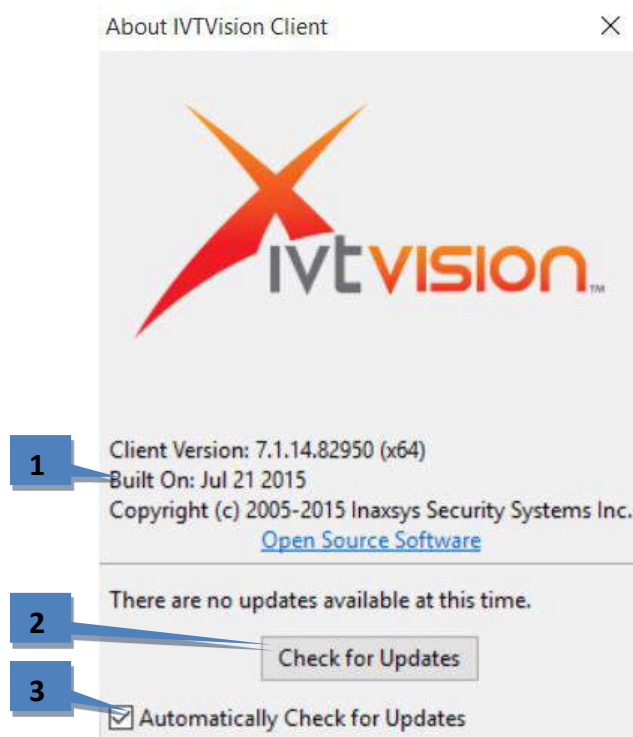 About IVTVision Client
ivtvision™
1
Client Version: 7.1.14.82950 (x64)
Built On: Jul 21 2015
Copyright (c) 2005-2015 Inaxsys Security Systems Inc.
Open Source Software
There are no updates available at this time.
2
Check for Updates
3
Automatically Check for Updates